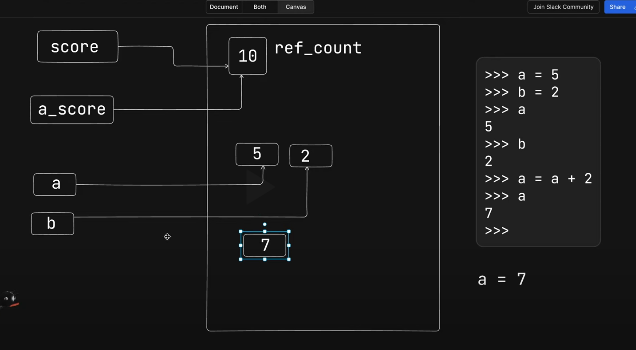 Document Both Canvas Join Slack Community Share
score
10
ref_count
a_score
5
2
a
b
7
>>> a = 5
>>> b = 2
>>> a
5
>>> b
2
>>> a = a + 2
>>> a
7
>>>
a = 7